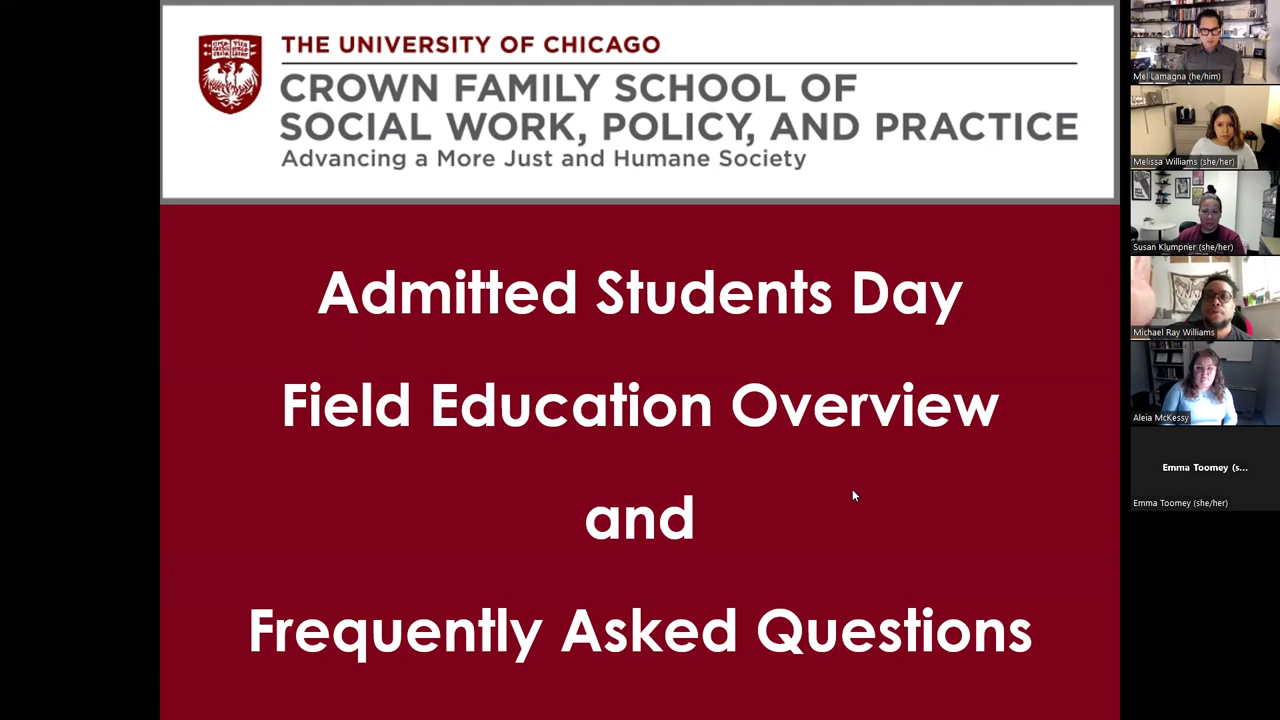 THE UNIVERSITY OF CHICAGO
CROWN FAMILY SCHOOL OF
SOCIAL WORK, POLICY, AND PRACTICE
Advancing a More Just and Humane Society
Admitted Students Day
Field Education Overview
and
Frequently Asked Questions
Mel Lamagna (he/him)
Melissa Williams (she/her)
Susan Klumpner (she/her)
Michael Ray Williams
Aleia McKessy
Emma Toomey (s...
Emma Toomey (she/her)